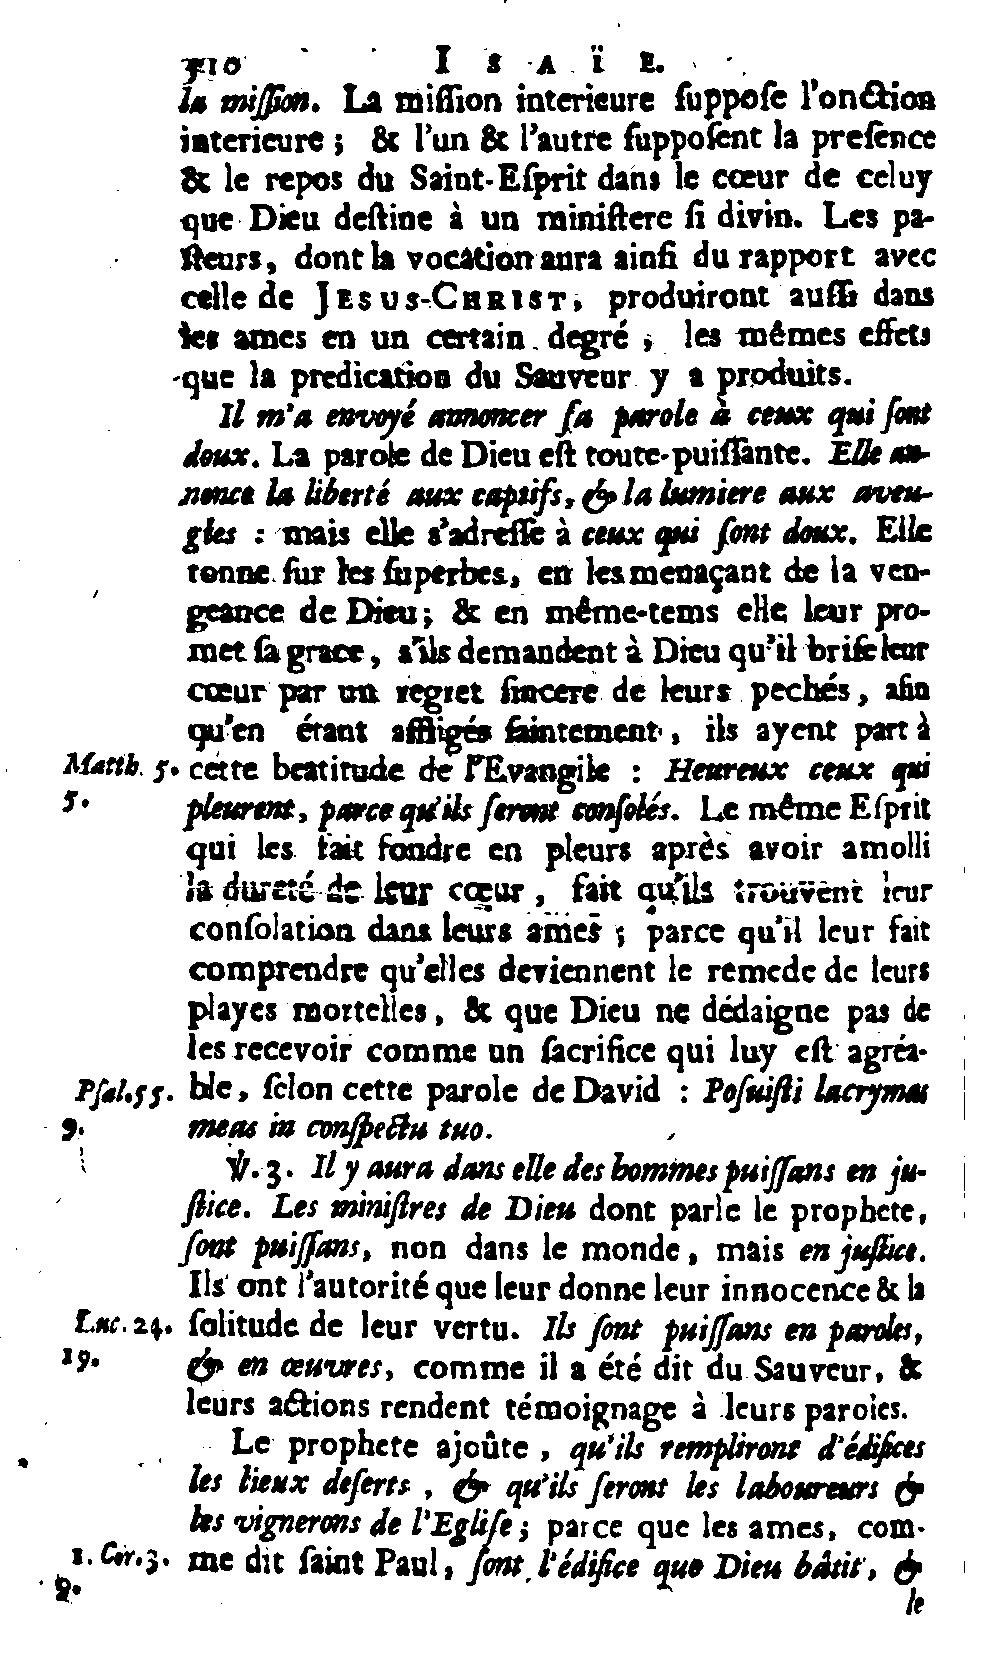 510 ISAÏE.
la miſſion. La miſſion interieure ſuppoſe l'onction
interieure ; & l'un & l'autre ſuppoſent la preſence
& le repos du Saint-Eſprit dans le cœur de celuy
que Dieu deſtine à un miniſtere ſi divin. Les pa-
ſteurs, dont la vocation aura ainſi du rapport avec
celle de JESUS-CHRIST, produiront auſſi dans
les ames en un certain degré, les mêmes effets
que la predication du Sauveur y a produits.
Il m'a envoyé annoncer ſa parole à ceux qui ſont
doux. La parole de Dieu eſt toute-puiſſante. Elle an-
nonce la liberté aux captifs, & la lumiere aux aveu-
gles : mais elle s'adreſſe à ceux qui ſont doux. Elle
tonne ſur les ſuperbes, en les menaçant de la ven-
geance de Dieu; & en même-tems elle leur pro-
met ſa grace, s'ils demandent à Dieu qu'il briſe leur
cœur par un regret ſincere de leurs pechés, afin
qu'en étant affligés ſaintement, ils ayent part à
Matth. 5. cette beatitude de l'Evangile : Heureux ceux qui
5. pleurent, parce qu'ils ſeront conſolés. Le même Eſprit
qui les fait fondre en pleurs après avoir amolli
la dureté de leur cœur, fait qu'ils trouvent leur
conſolation dans leurs ames ; parce qu'il leur fait
comprendre qu'elles deviennent le remede de leurs
playes mortelles, & que Dieu ne dédaigne pas de
les recevoir comme un ſacrifice qui luy eſt agréa-
Pſal.55. ble, ſelon cette parole de David : Poſuiſti lacrymas
9. meas in conſpectu tuo.
℣. 3. Il y aura dans elle des hommes puiſſans en ju-
ſtice. Les miniſtres de Dieu dont parle le prophete,
ſont puiſſans, non dans le monde, mais en juſtice.
Ils ont l'autorité que leur donne leur innocence & la
Luc. 24. ſolitude de leur vertu. Ils ſont puiſſans en paroles,
19. & en œuvres, comme il a été dit du Sauveur, &
leurs actions rendent témoignage à leurs paroles.
Le prophete ajoûte, qu'ils rempliront d'édifices
les lieux deſerts, & qu'ils ſeront les laboureurs &
les vignerons de l'Egliſe; parce que les ames, com-
1. Cor. 3. me dit ſaint Paul, ſont l'édifice que Dieu bâtit, &
9.
le